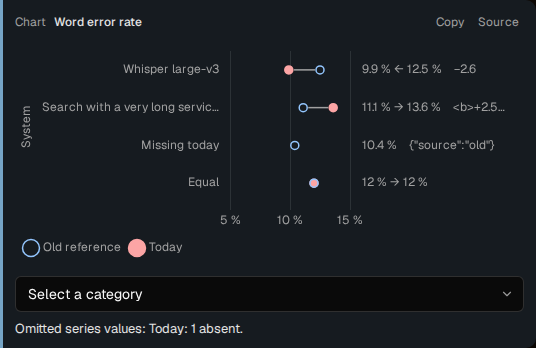 Chart Word error rate Copy Source
Whisper large-v3 9.9 % ← 12.5 % −2.6
Search with a very long servic… 11.1 % → 13.6 % <b>+2.5…
System
Missing today 10.4 % {"source":"old"}
Equal 12 % → 12 %
5 % 10 % 15 %
Old reference Today
Select a category
Omitted series values: Today: 1 absent.